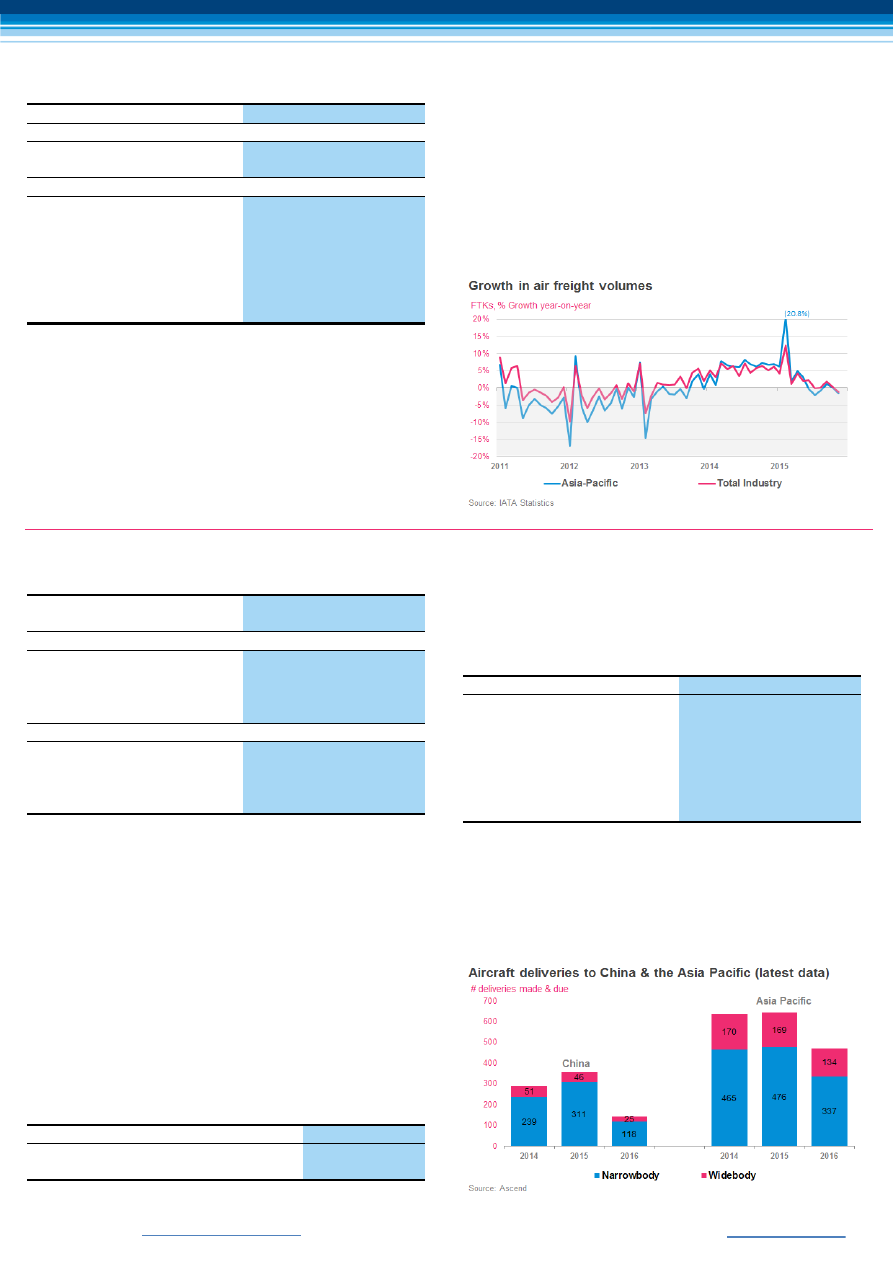 Growth in air freight volumes
FTKs, % Growth year-on-year
(20.8%)
20%
15%
10%
5%
0%
-5%
-10%
-15%
-20%
2011 2012 2013 2014 2015
Asia-Pacific Total Industry
Source: IATA Statistics
Aircraft deliveries to China & the Asia Pacific (latest data)
# deliveries made & due
700
600
500
400
300
200
100
0
China
Asia Pacific
51
239
46
311
25
118
170
465
169
476
134
337
2014 2015 2016 2014 2015 2016
Narrowbody Widebody
Source: Ascend